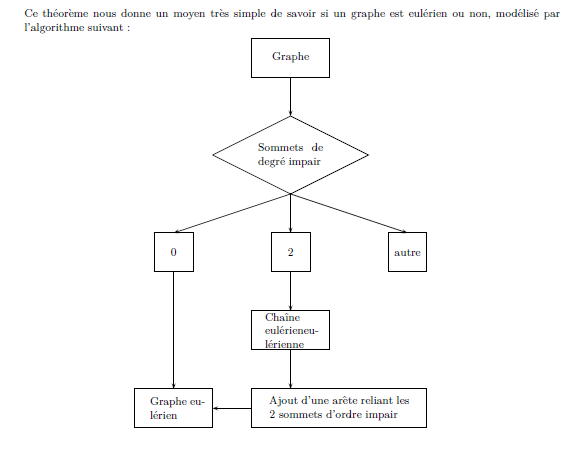 Ce théorème nous donne un moyen très simple de savoir si un graphe est eulérien ou non, modélisé par
l'algorithme suivant :
Graphe
Sommets de
degré impair
0
2
autre
Chaîne
eulérieneu-
lérienne
Graphe eu-
lérien
Ajout d'une arête reliant les
2 sommets d'ordre impair